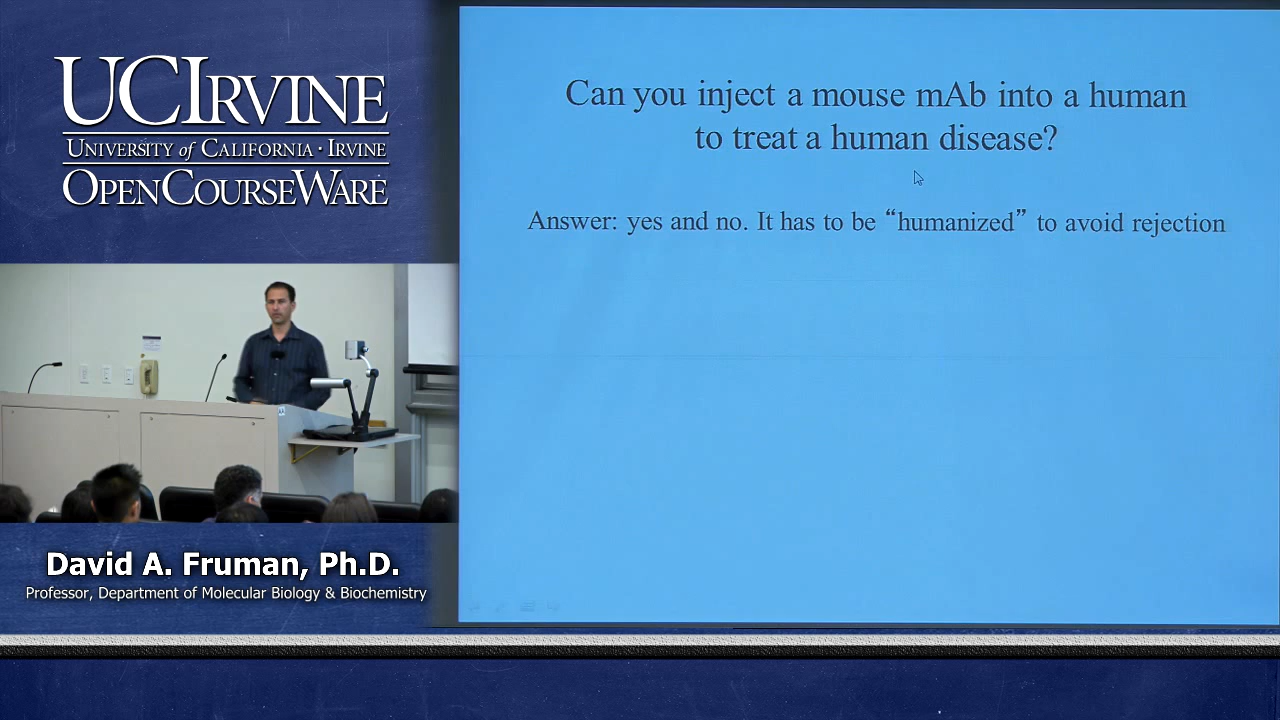 UCIRVINE
UNIVERSITY of CALIFORNIA · IRVINE
OPENCOURSEWARE
Can you inject a mouse mAb into a human
to treat a human disease?
Answer: yes and no. It has to be “humanized” to avoid rejection
David A. Fruman, Ph.D.
Professor, Department of Molecular Biology & Biochemistry